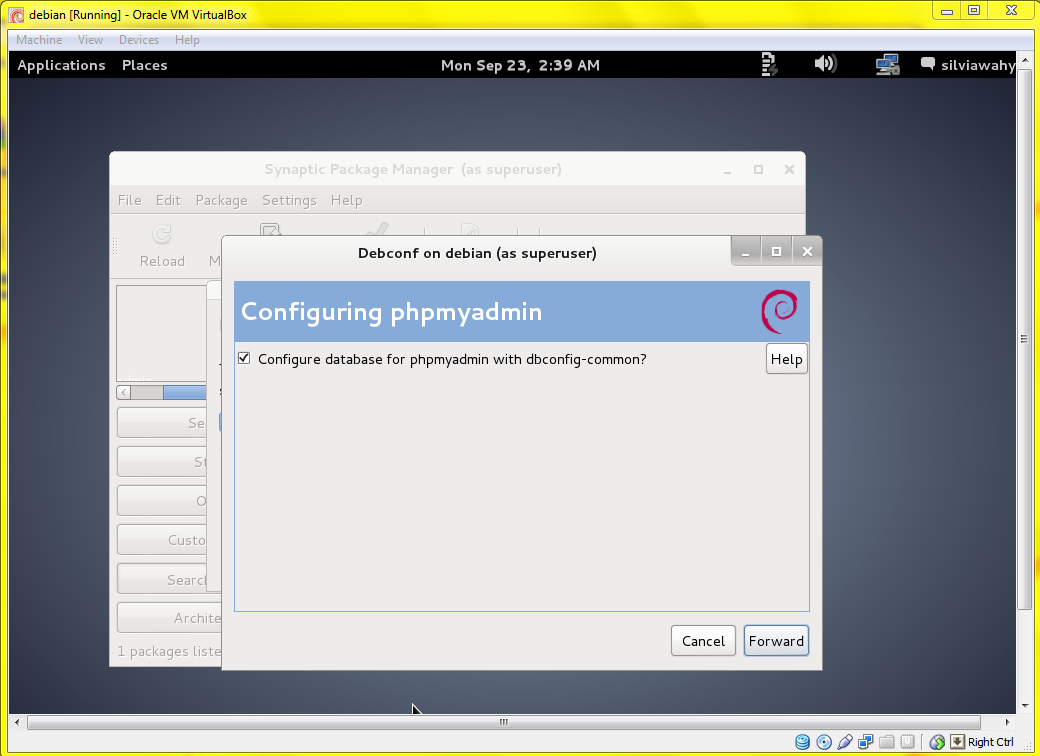 debian [Running] - Oracle VM VirtualBox
Machine View Devices Help
Applications Places Mon Sep 23, 2:39 AM silviawahy
Synaptic Package Manager (as superuser)
File Edit Package Settings Help
Reload M
Debconf on debian (as superuser)
Configuring phpmyadmin
Configure database for phpmyadmin with dbconfig-common? Help
Se
St
O
Custo
Search
Archite
1 packages liste
Cancel Forward
Right Ctrl